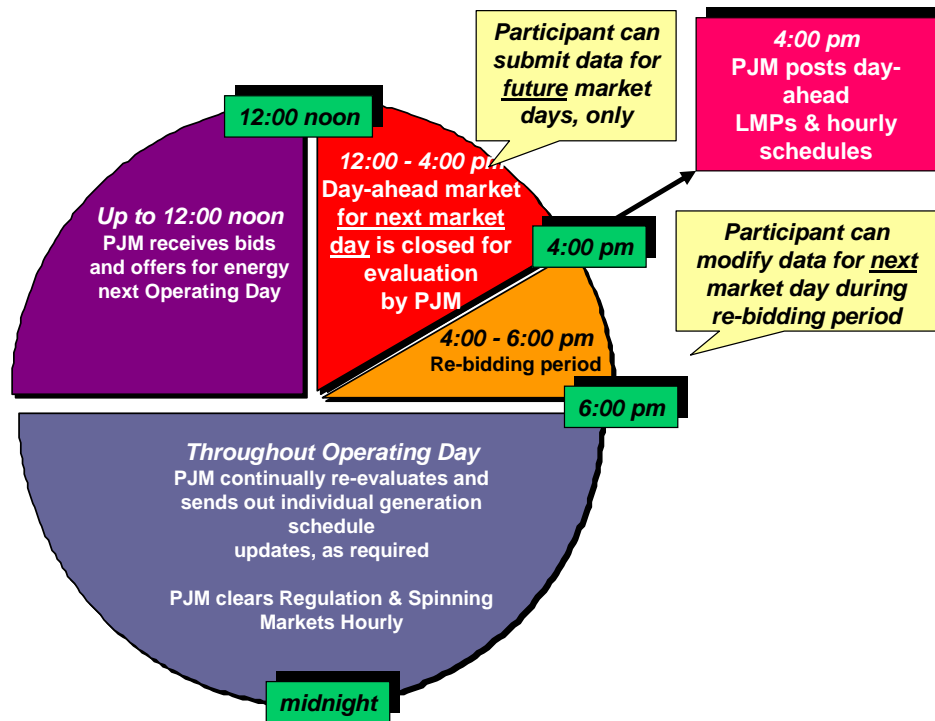 Participant can
submit data for
future market
days, only
4:00 pm
PJM posts day-
ahead
LMPs & hourly
schedules
12:00 noon
12:00 - 4:00 pm
Day-ahead market
for next market
day is closed for
evaluation
by PJM
Up to 12:00 noon
PJM receives bids
and offers for energy
next Operating Day
4:00 pm
Participant can
modify data for next
market day during
re-bidding period
4:00 - 6:00 pm
Re-bidding period
6:00 pm
Throughout Operating Day
PJM continually re-evaluates and
sends out individual generation
schedule
updates, as required
PJM clears Regulation & Spinning
Markets Hourly
midnight